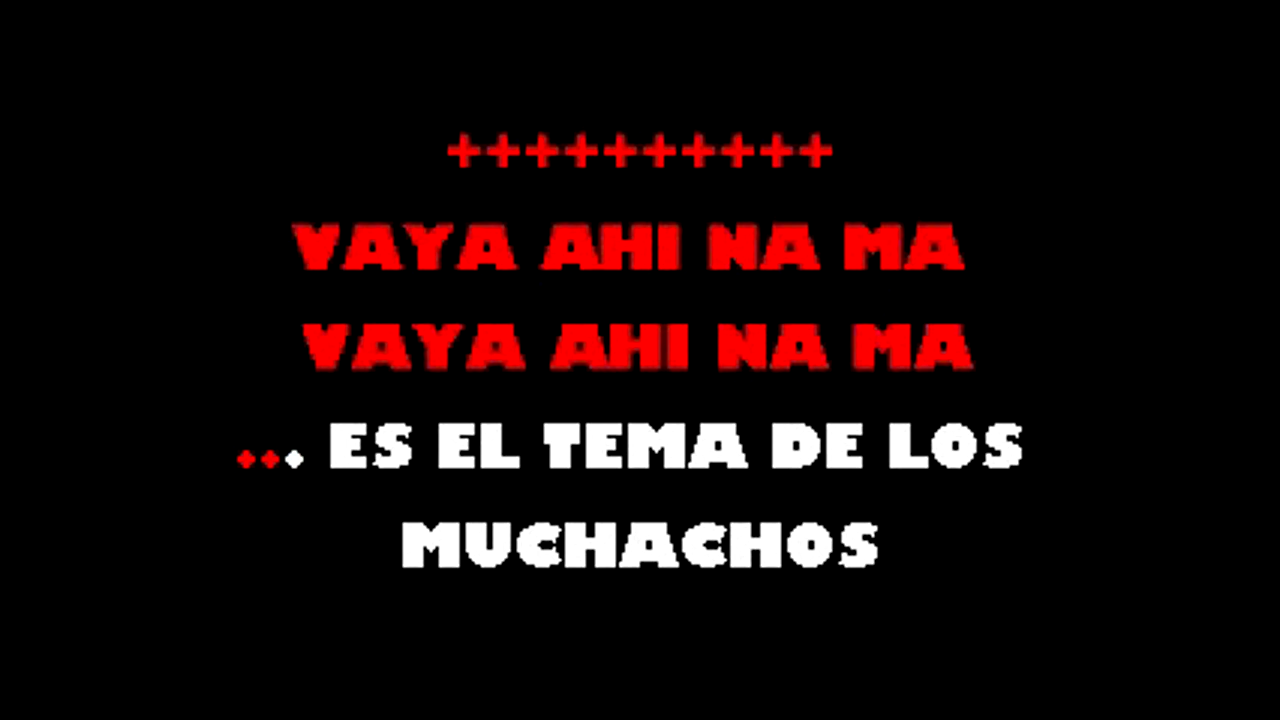 ++++++++++
VAYA AHI NA MA
VAYA AHI NA MA
... ES EL TEMA DE LOS
MUCHACHOS